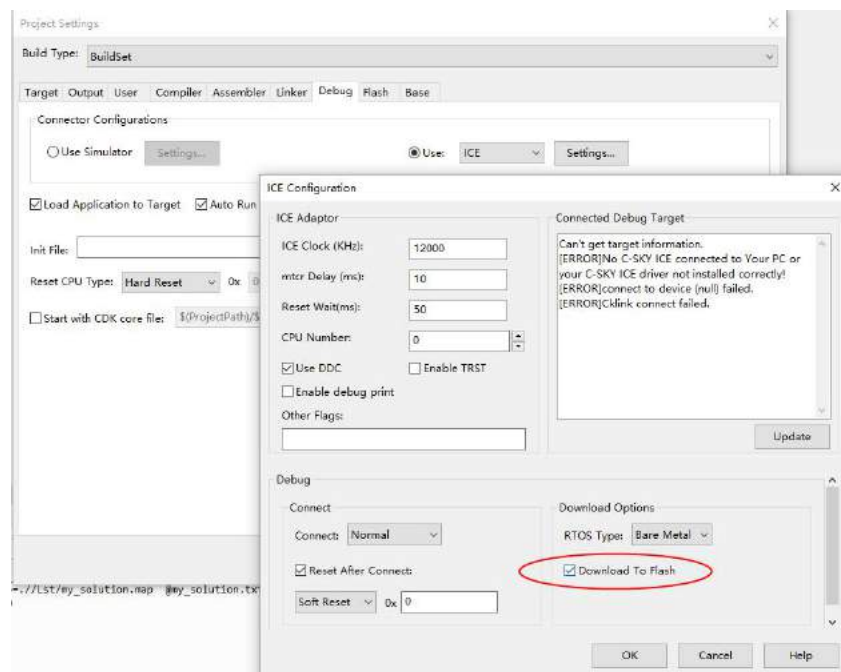 Project Settings
Build Type: BuildSet
Target Output User Compiler Assembler Linker Debug Flash Base
Connector Configurations
Use Simulator Settings... Use: ICE Settings...
Load Application to Target Auto Run
Init File:
Reset CPU Type: Hard Reset 0x 0
Start with CDK core file: $(ProjectPath)/$
ICE Configuration
ICE Adaptor
ICE Clock (KHz): 12000
mtcr Delay (ms): 10
Reset Wait(ms): 50
CPU Number: 0
Use DDC Enable TRST
Enable debug print
Other Flags:
Connected Debug Target
Can't get target information.
[ERROR]No C-SKY ICE connected to Your PC or
your C-SKY ICE driver not installed correctly!
[ERROR]connect to device (null) failed.
[ERROR]Cklink connect failed.
Update
Debug
Connect
Connect: Normal
Reset After Connect:
Soft Reset 0x 0
Download Options
RTOS Type: Bare Metal
Download To Flash
OK Cancel Help
=.//Lst/my_solution.map @my_solution.tx